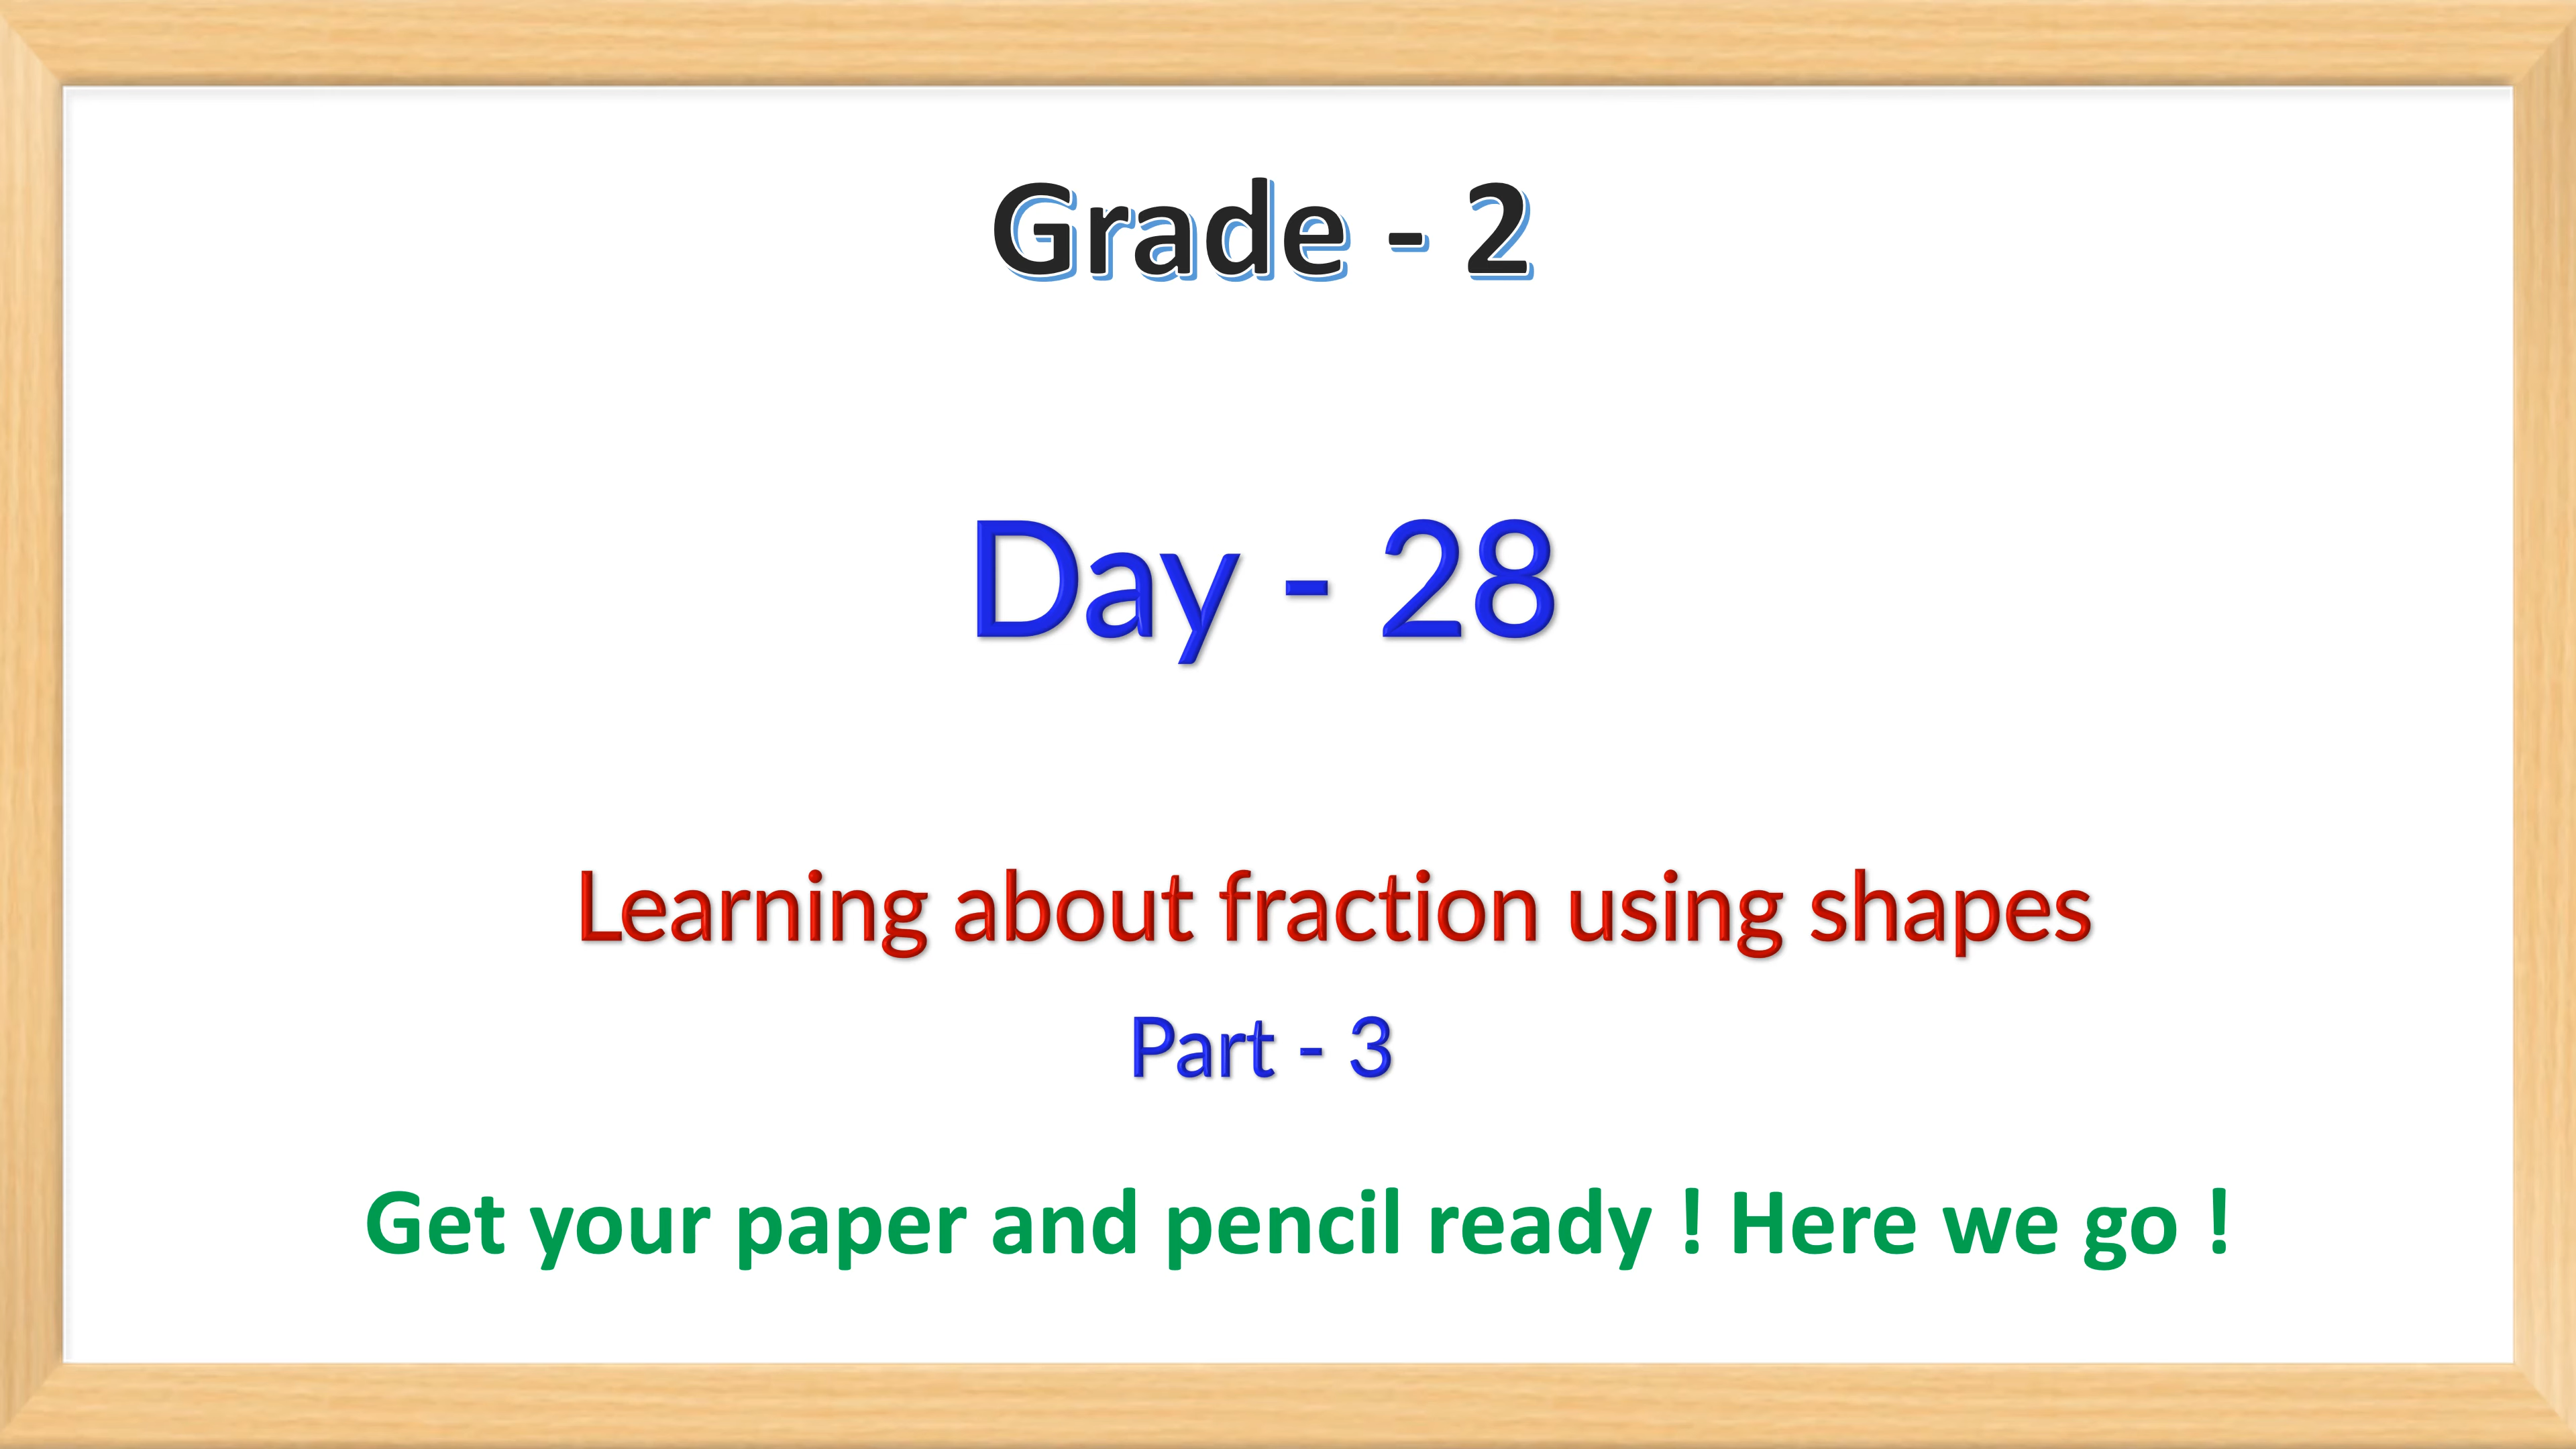 Grade - 2
Day - 28
Learning about fraction using shapes
Part - 3
Get your paper and pencil ready ! Here we go !